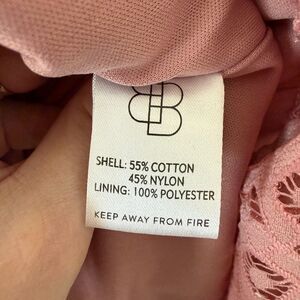 SHELL: 55% COTTON
45% NYLON
LINING: 100% POLYESTER
KEEP AWAY FROM FIRE